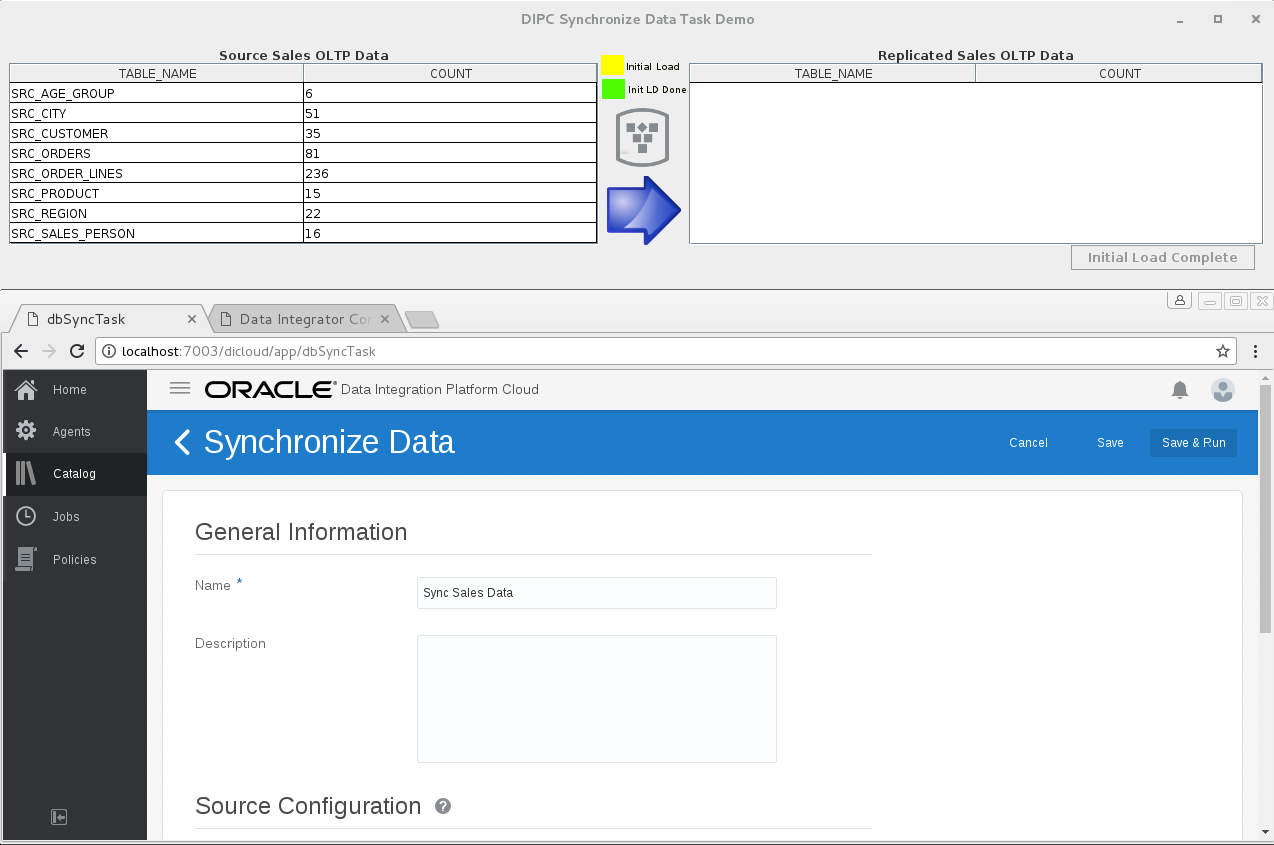 DIPC Synchronize Data Task Demo
Source Sales OLTP Data
TABLE_NAME COUNT
SRC_AGE_GROUP 6
SRC_CITY 51
SRC_CUSTOMER 35
SRC_ORDERS 81
SRC_ORDER_LINES 236
SRC_PRODUCT 15
SRC_REGION 22
SRC_SALES_PERSON 16
Initial Load
Init LD Done
Replicated Sales OLTP Data
TABLE_NAME COUNT
Initial Load Complete
dbSyncTask Data Integrator Co
localhost:7003/dicloud/app/dbSyncTask
Home
Agents
Catalog
Jobs
Policies
ORACLE® Data Integration Platform Cloud
Synchronize Data Cancel Save Save & Run
General Information
Name *
Sync Sales Data
Description
Source Configuration ?